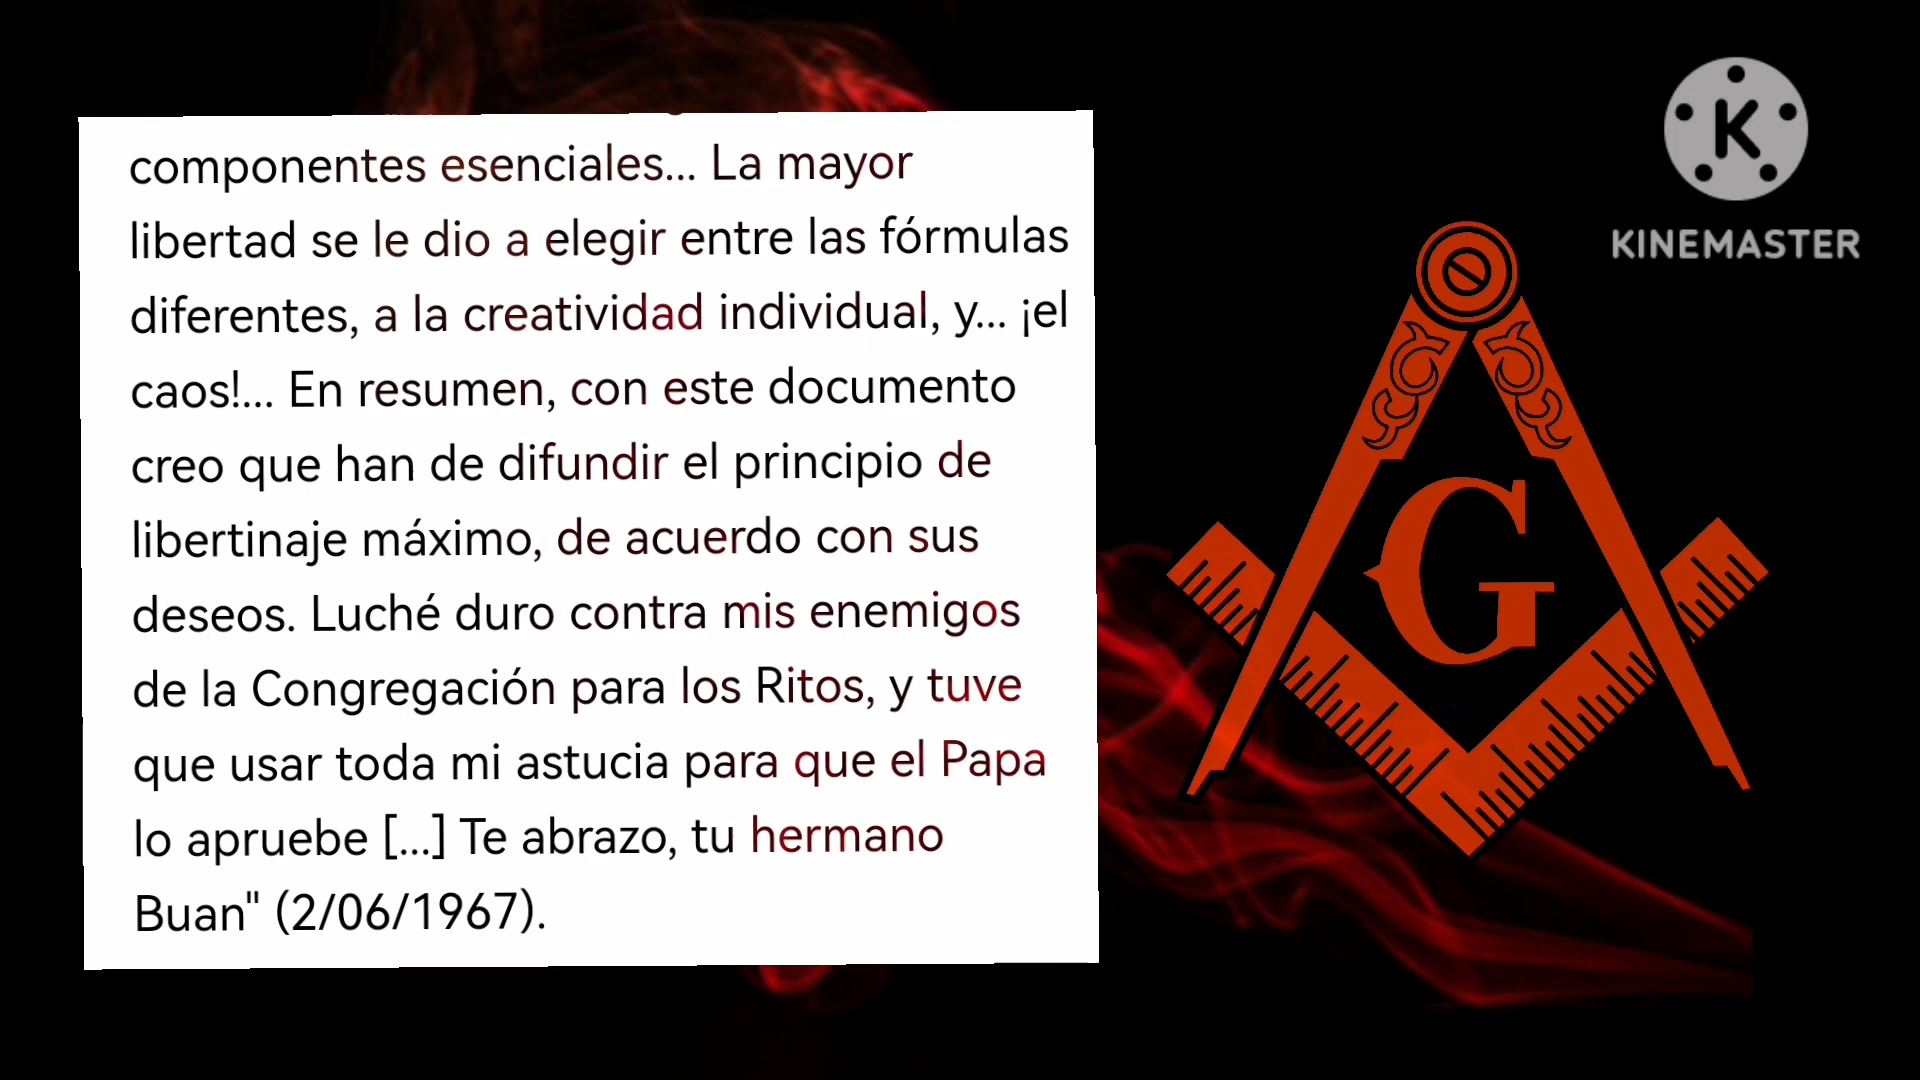 componentes esenciales... La mayor
libertad se le dio a elegir entre las fórmulas
diferentes, a la creatividad individual, y... ¡el
caos!... En resumen, con este documento
creo que han de difundir el principio de
libertinaje máximo, de acuerdo con sus
deseos. Luché duro contra mis enemigos
de la Congregación para los Ritos, y tuve
que usar toda mi astucia para que el Papa
lo apruebe [...] Te abrazo, tu hermano
Buan" (2/06/1967).
K
KINEMASTER
G